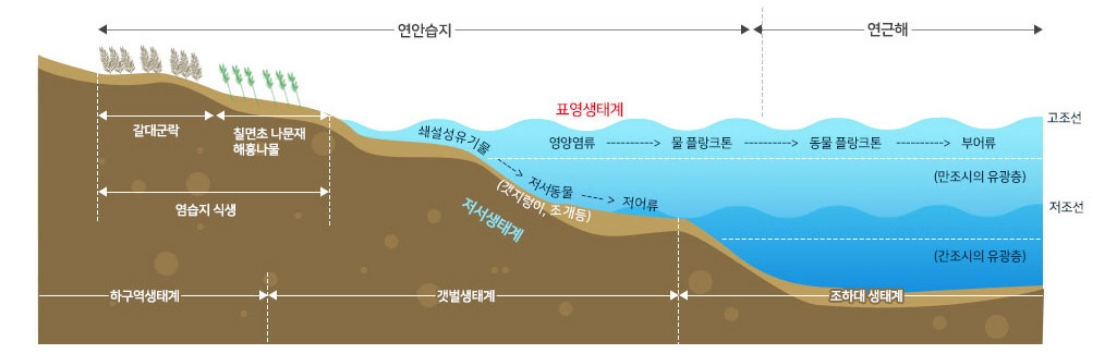 연안습지
연근해
표영생태계
고조선
갈대군락
칠면초 나문재
해홍나물
쇄설성유기물
영양염류 ----------> 물 플랑크톤 ----------> 동물 플랑크톤 ----------> 부어류
(만조시의 유광층)
----> 저서동물 ----> 저어류
(갯지렁이, 조개등)
저서생태계
염습지 식생
저조선
(간조시의 유광층)
하구역생태계
갯벌생태계
조하대 생태계